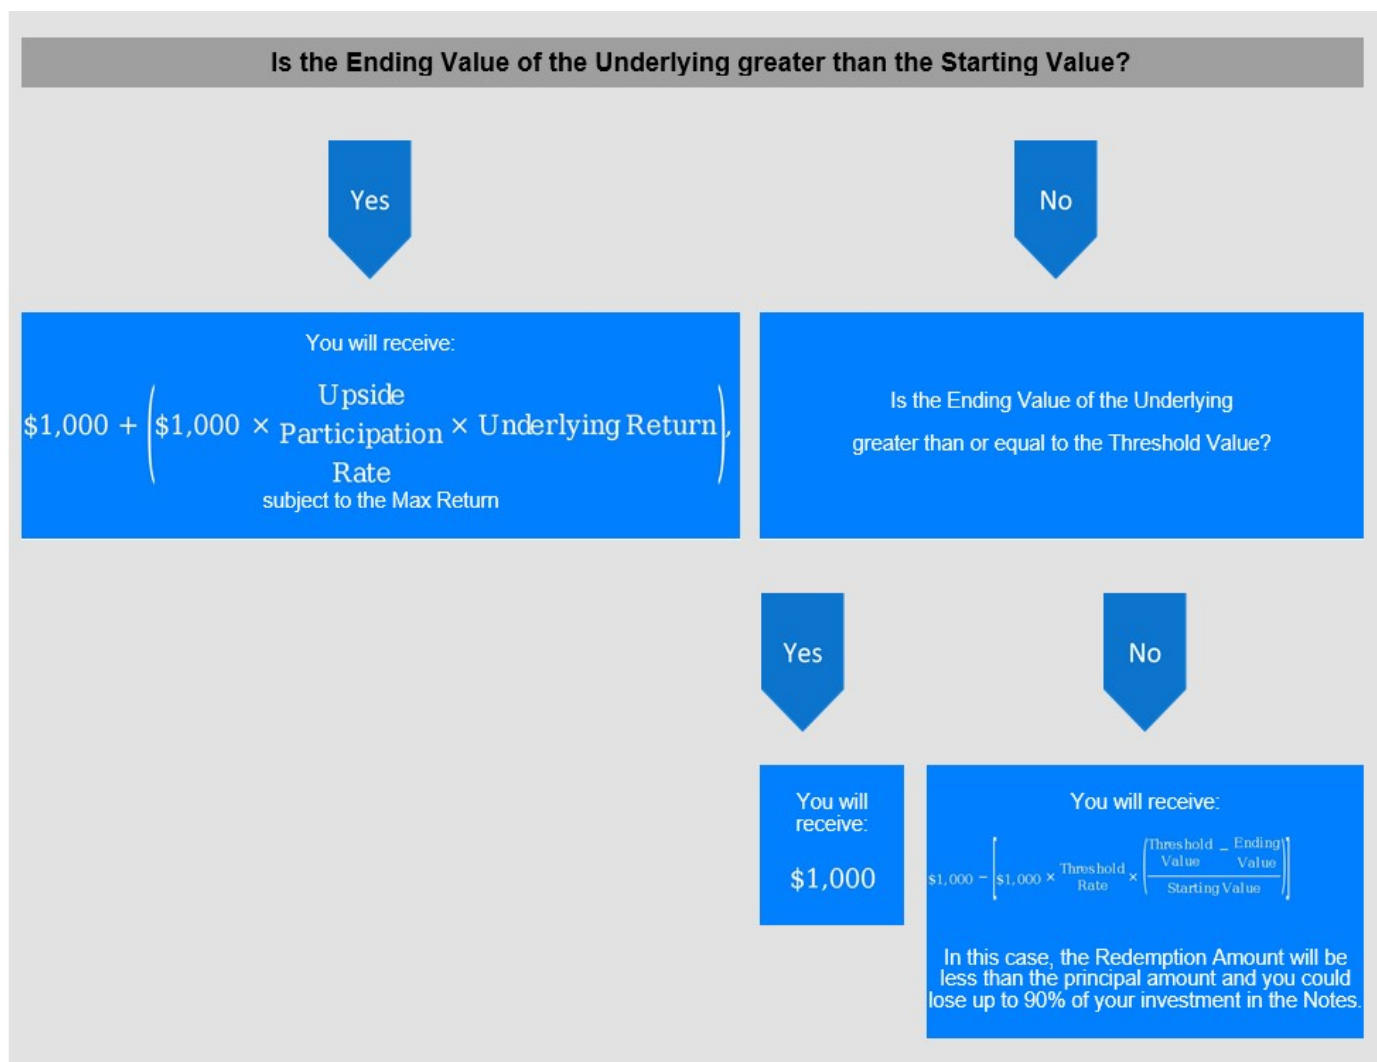 Is the Ending Value of the Underlying greater than the Starting Value?
Yes
No
You will receive:
$1,000 + ($1,000 × Upside Participation Rate × Underlying Return),
subject to the Max Return
Is the Ending Value of the Underlying
greater than or equal to the Threshold Value?
Yes
No
You will
receive:
$1,000
You will receive:
$1,000 − [$1,000 × Threshold Rate × (Threshold Value − Ending Value / Starting Value)]
In this case, the Redemption Amount will be
less than the principal amount and you could
lose up to 90% of your investment in the Notes.